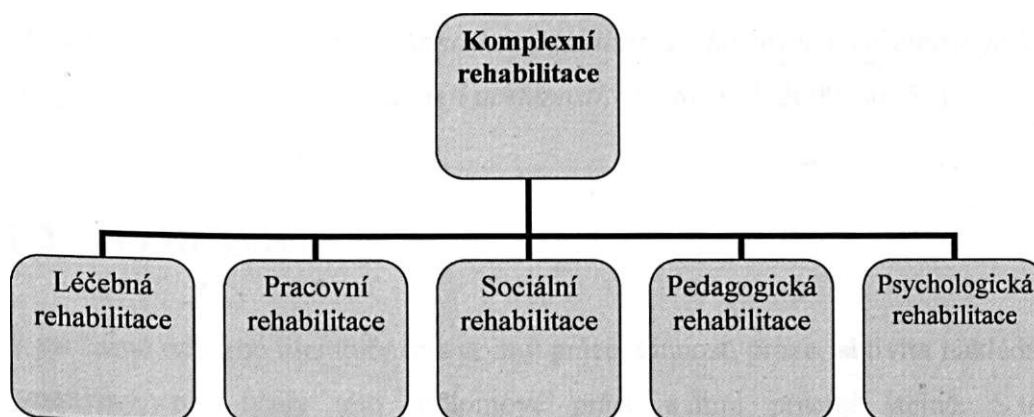 Komplexní
rehabilitace
Léčebná
rehabilitace
Pracovní
rehabilitace
Sociální
rehabilitace
Pedagogická
rehabilitace
Psychologická
rehabilitace